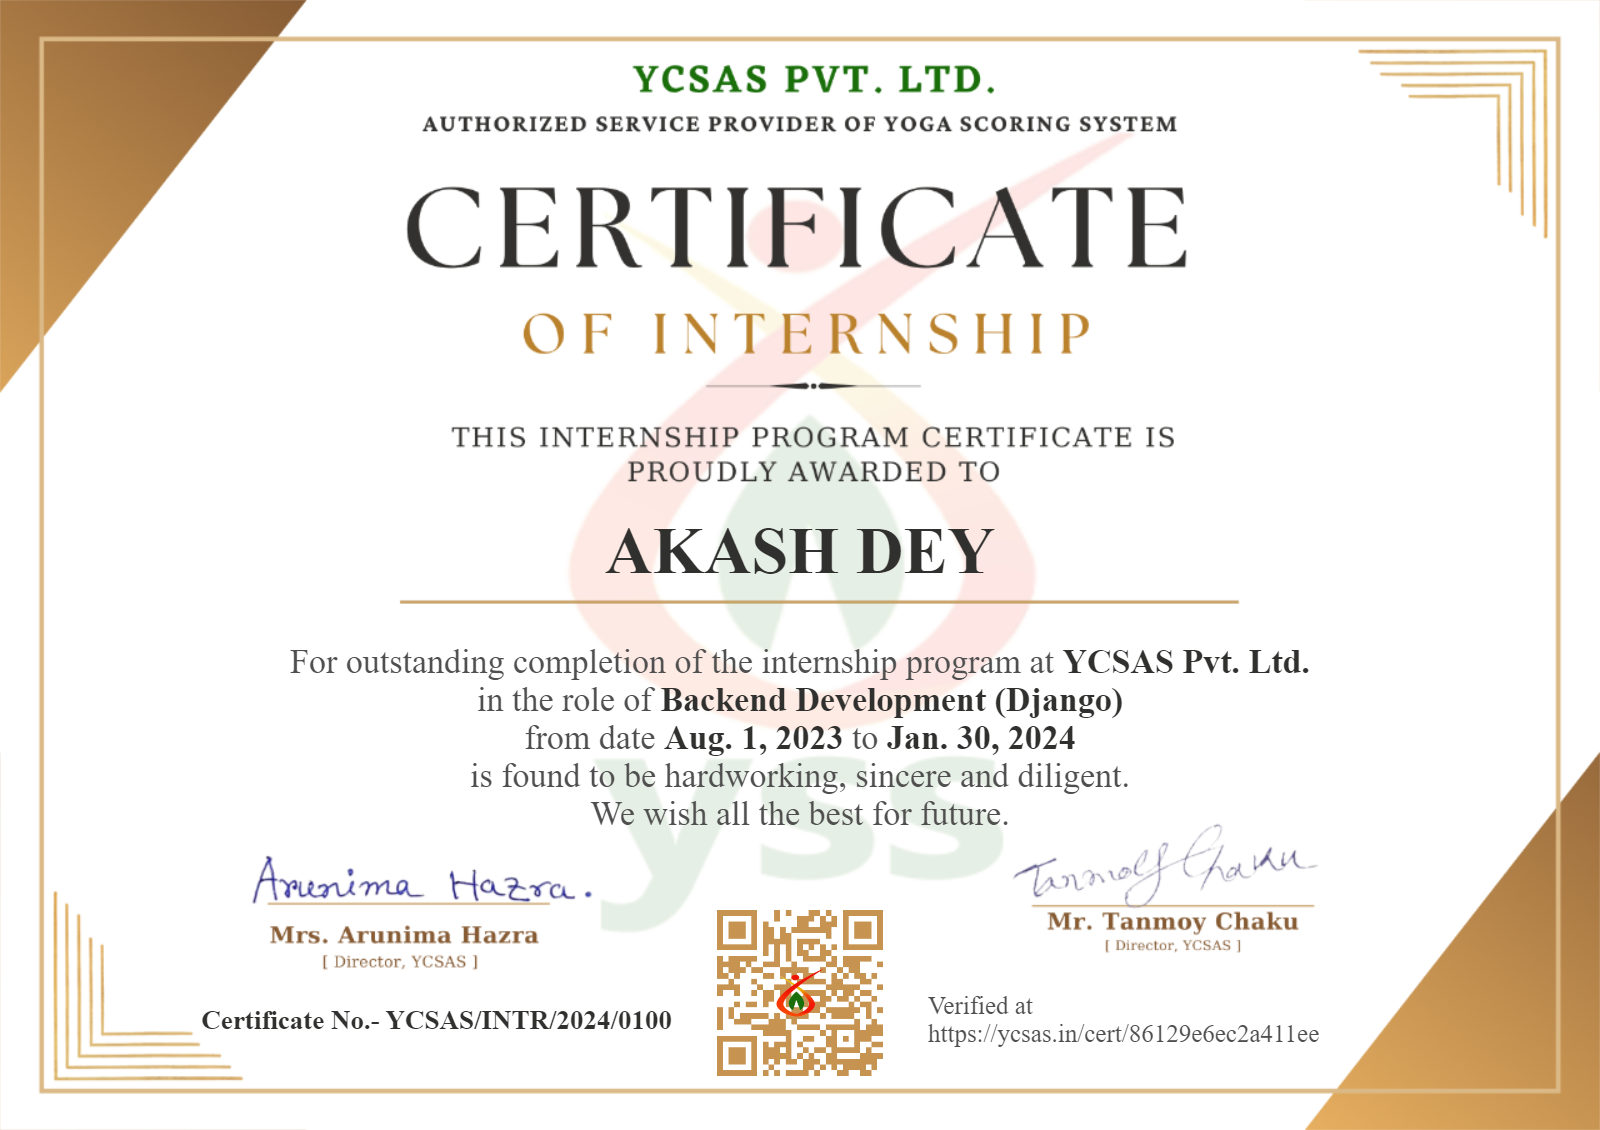 YCSAS PVT. LTD.
AUTHORIZED SERVICE PROVIDER OF YOGA SCORING SYSTEM
CERTIFICATE
OF INTERNSHIP
THIS INTERNSHIP PROGRAM CERTIFICATE IS
PROUDLY AWARDED TO
AKASH DEY
For outstanding completion of the internship program at YCSAS Pvt. Ltd.
in the role of Backend Development (Django)
from date Aug. 1, 2023 to Jan. 30, 2024
is found to be hardworking, sincere and diligent.
We wish all the best for future.
yss
Arunima Hazra.
Mrs. Arunima Hazra
[ Director, YCSAS ]
Tanmoy Chaku
Mr. Tanmoy Chaku
[ Director, YCSAS ]
Certificate No.- YCSAS/INTR/2024/0100
Verified at
https://ycsas.in/cert/86129e6ec2a411ee